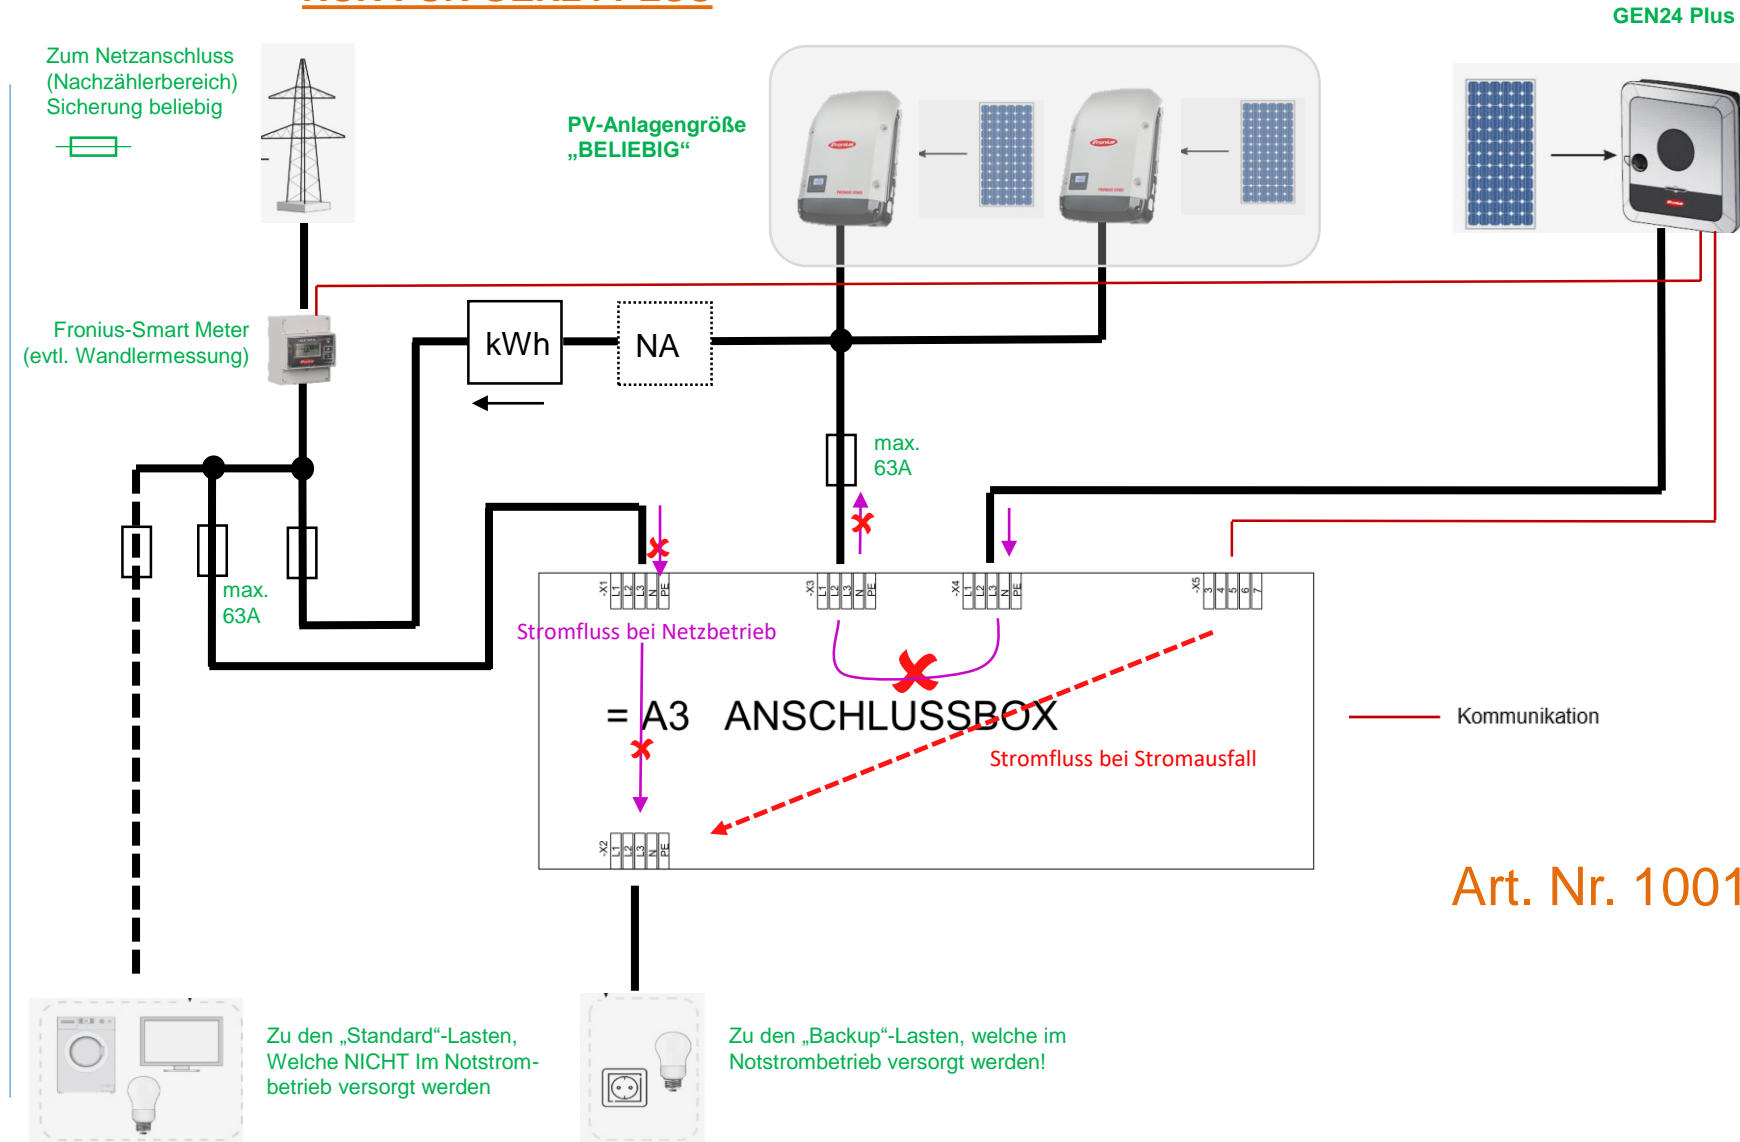 GEN24 Plus
Zum Netzanschluss
(Nachzählerbereich)
Sicherung beliebig
PV-Anlagengröße
„BELIEBIG“
Fronius-Smart Meter
(evtl. Wandlermessung)
kWh
NA
max.
63A
max.
63A
-X1
L1
L2
L3
N
PE
-X3
L1
L2
L3
N
PE
-X4
L1
L2
L3
N
PE
-X5
3
4
5
6
7
Stromfluss bei Netzbetrieb
= A3 ANSCHLUSSBOX
Stromfluss bei Stromausfall
Kommunikation
-X2
L1
L2
L3
N
PE
Art. Nr. 1001
Zu den „Standard“-Lasten,
Welche NICHT Im Notstrom-
betrieb versorgt werden
Zu den „Backup“-Lasten, welche im
Notstrombetrieb versorgt werden!